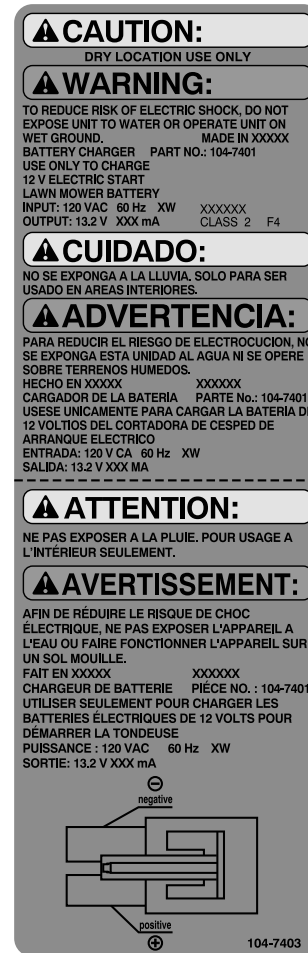 CAUTION:
DRY LOCATION USE ONLY
WARNING:
TO REDUCE RISK OF ELECTRIC SHOCK, DO NOT
EXPOSE UNIT TO WATER OR OPERATE UNIT ON
WET GROUND. MADE IN XXXXX
BATTERY CHARGER PART NO.: 104-7401
USE ONLY TO CHARGE
12 V ELECTRIC START
LAWN MOWER BATTERY
INPUT: 120 VAC 60 Hz XW XXXXXX
OUTPUT: 13.2 V XXX mA CLASS 2 F4
CUIDADO:
NO SE EXPONGA A LA LLUVIA. SOLO PARA SER
USADO EN AREAS INTERIORES.
ADVERTENCIA:
PARA REDUCIR EL RIESGO DE ELECTROCUCION, NO
SE EXPONGA ESTA UNIDAD AL AGUA NI SE OPERE
SOBRE TERRENOS HUMEDOS.
HECHO EN XXXXX XXXXXX
CARGADOR DE LA BATERIA PARTE No.: 104-7401
USESE UNICAMENTE PARA CARGAR LA BATERIA DE
12 VOLTIOS DEL CORTADORA DE CESPED DE
ARRANQUE ELECTRICO
ENTRADA: 120 V CA 60 Hz XW
SALIDA: 13.2 V XXX MA
ATTENTION:
NE PAS EXPOSER A LA PLUIE. POUR USAGE A
L'INTÉRIEUR SEULEMENT.
AVERTISSEMENT:
AFIN DE RÉDUIRE LE RISQUE DE CHOC
ÉLECTRIQUE, NE PAS EXPOSER L'APPAREIL A
L'EAU OU FAIRE FONCTIONNER L'APPAREIL SUR
UN SOL MOUILLE.
FAIT EN XXXXX XXXXXX
CHARGEUR DE BATTERIE PIÉCE NO. : 104-7401
UTILISER SEULEMENT POUR CHARGER LES
BATTERIES ÉLECTRIQUES DE 12 VOLTS POUR
DÉMARRER LA TONDEUSE
PUISSANCE : 120 VAC 60 Hz XW
SORTIE: 13.2 V XXX mA
negative
positive
104-7403